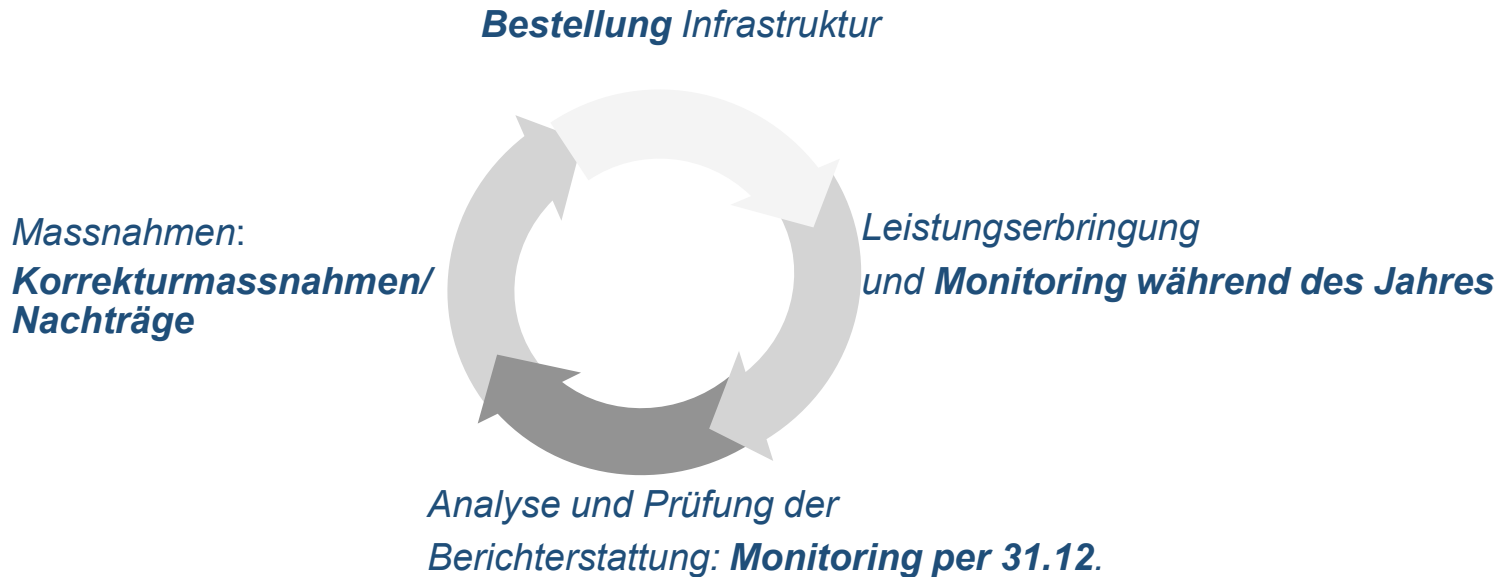 Bestellung Infrastruktur
Leistungserbringung
und Monitoring während des Jahres
Analyse und Prüfung der
Berichterstattung: Monitoring per 31.12.
Massnahmen:
Korrekturmassnahmen/
Nachträge